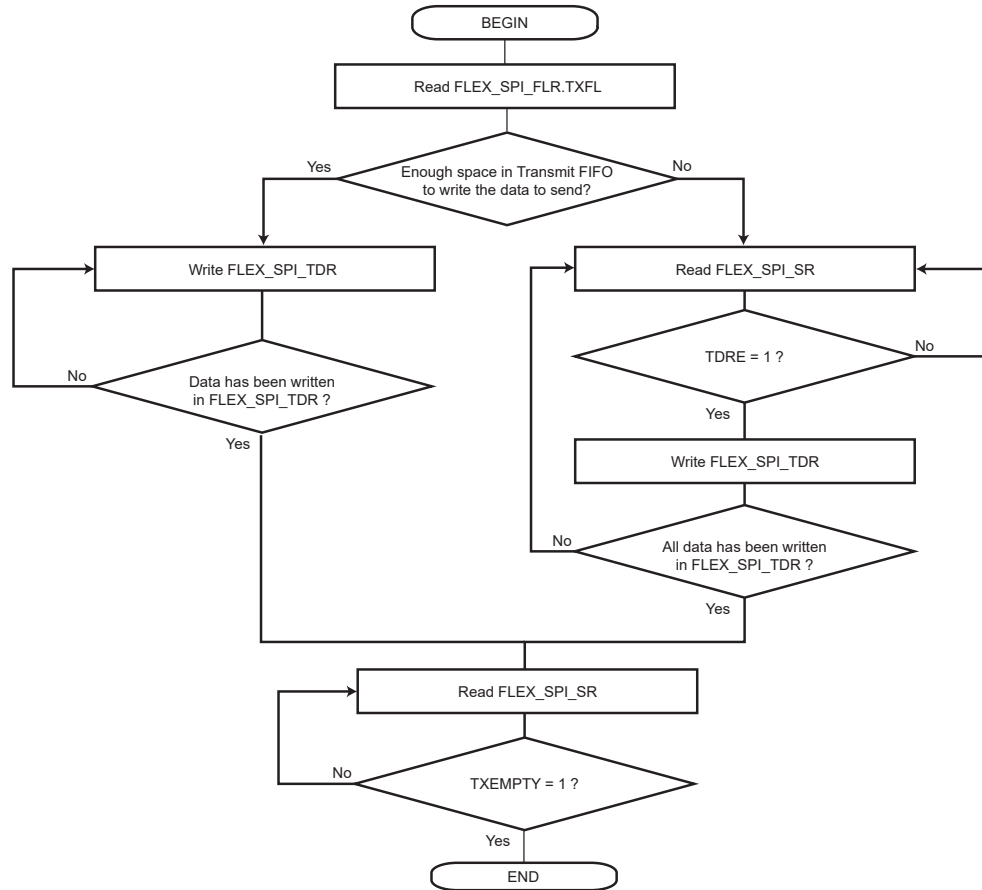 BEGIN
Read FLEX_SPI_FLR.TXFL
Yes
Enough space in Transmit FIFO
to write the data to send?
No
Write FLEX_SPI_TDR
Read FLEX_SPI_SR
No
Data has been written
in FLEX_SPI_TDR ?
Yes
TDRE = 1 ?
No
Yes
Write FLEX_SPI_TDR
No
All data has been written
in FLEX_SPI_TDR ?
Yes
Read FLEX_SPI_SR
No
TXEMPTY = 1 ?
Yes
END